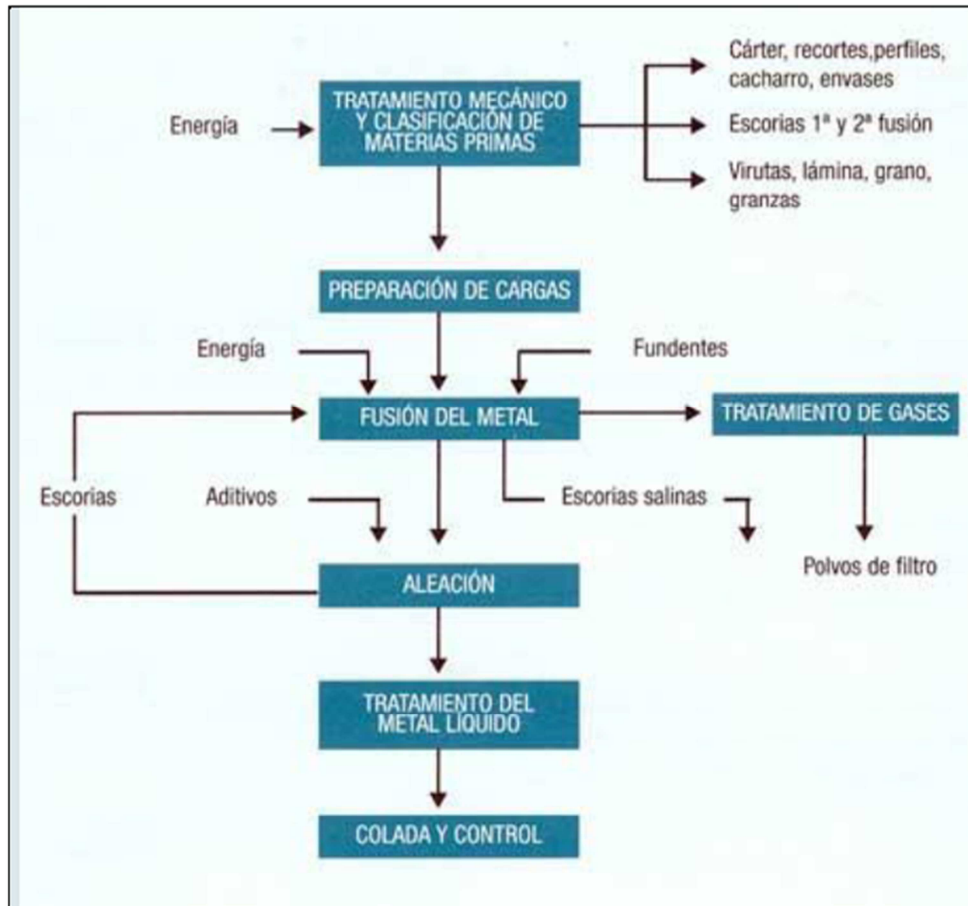 Cárter, recortes,perfiles,
cacharro, envases
TRATAMIENTO MECÁNICO
Y CLASIFICACIÓN DE
MATERIAS PRIMAS
Energía
Escorias 1ª y 2ª fusión
Virutas, lámina, grano,
granzas
PREPARACIÓN DE CARGAS
Energía
Fundentes
FUSIÓN DEL METAL
TRATAMIENTO DE GASES
Escorias
Aditivos
Escorias salinas
Polvos de filtro
ALEACIÓN
TRATAMIENTO DEL
METAL LÍQUIDO
COLADA Y CONTROL